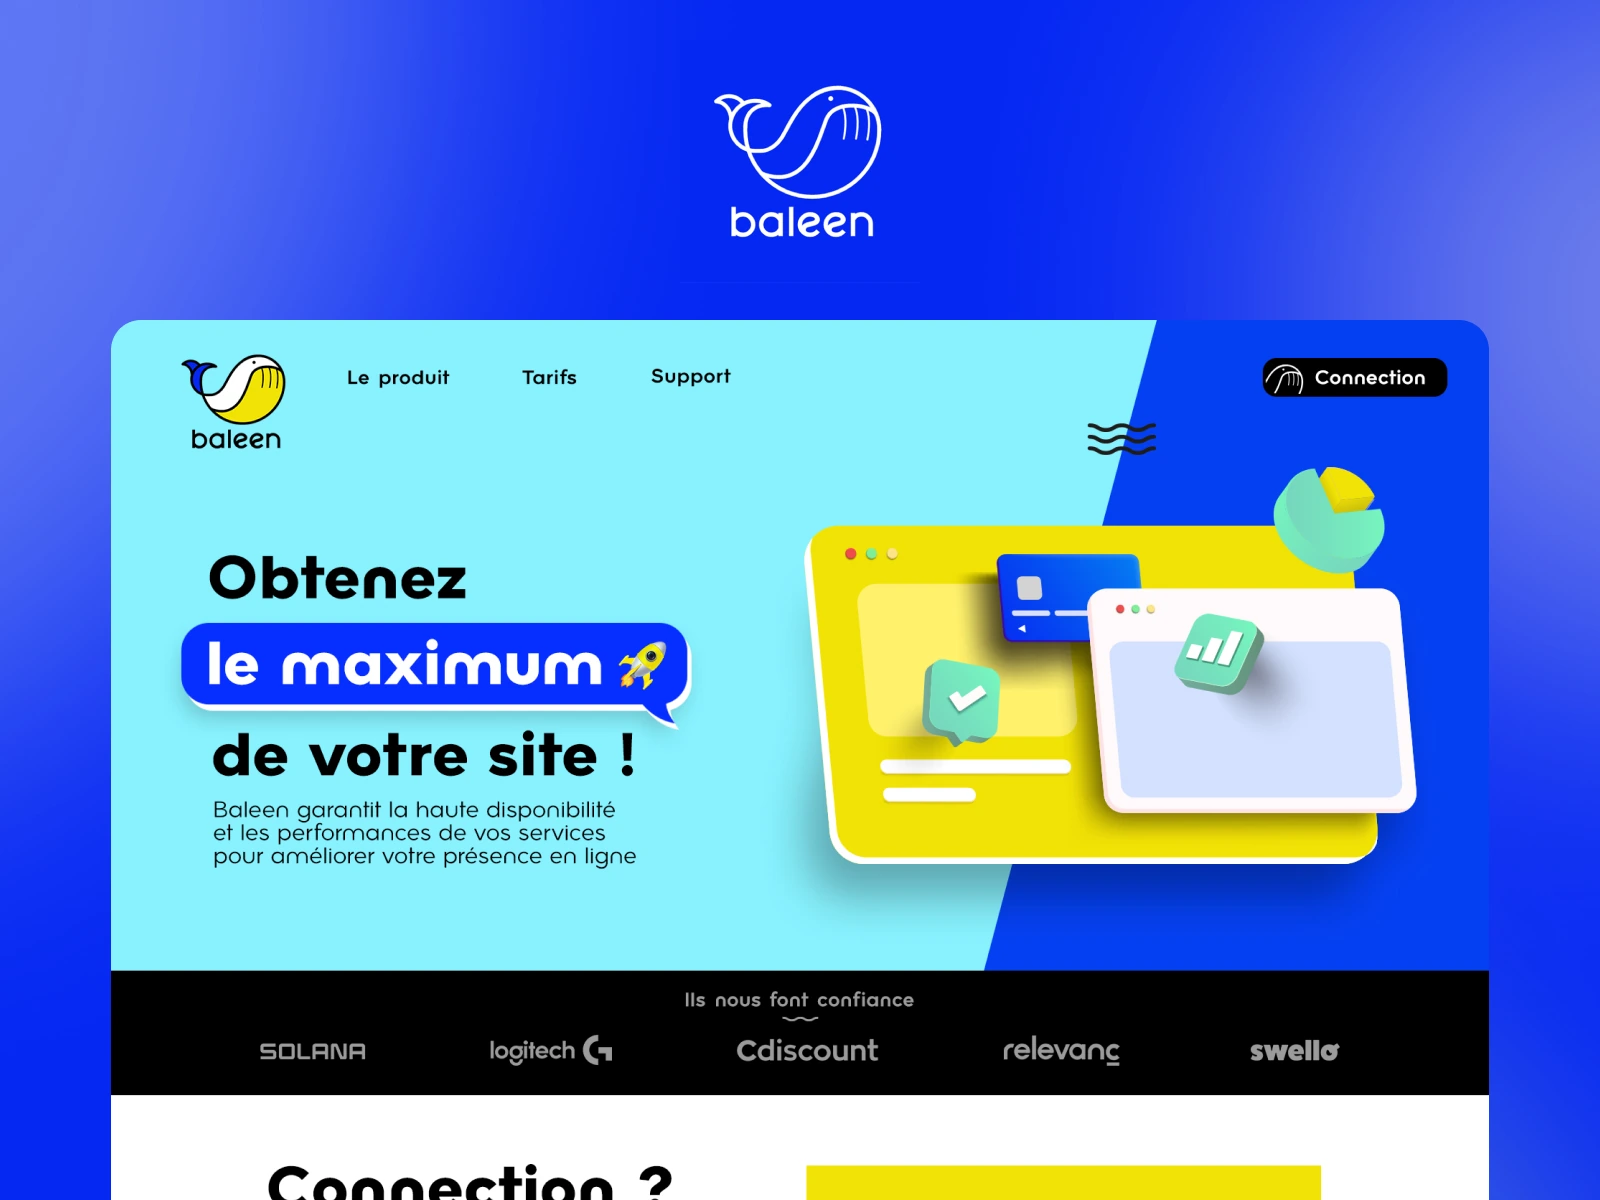 baleen
baleen
Le produit
Tarifs
Support
Connection
Obtenez
le maximum
de votre site !
Baleen garantit la haute disponibilité
et les performances de vos services
pour améliorer votre présence en ligne
Ils nous font confiance
SOLANA
logitech G
Cdiscount
relevanc
swello
Connection ?